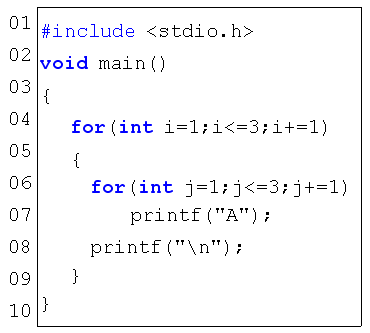 01 #include <stdio.h>
02 void main()
03 {
04 for(int i=1;i<=3;i+=1)
05 {
06 for(int j=1;j<=3;j+=1)
07 printf("A");
08 printf("\n");
09 }
10 }